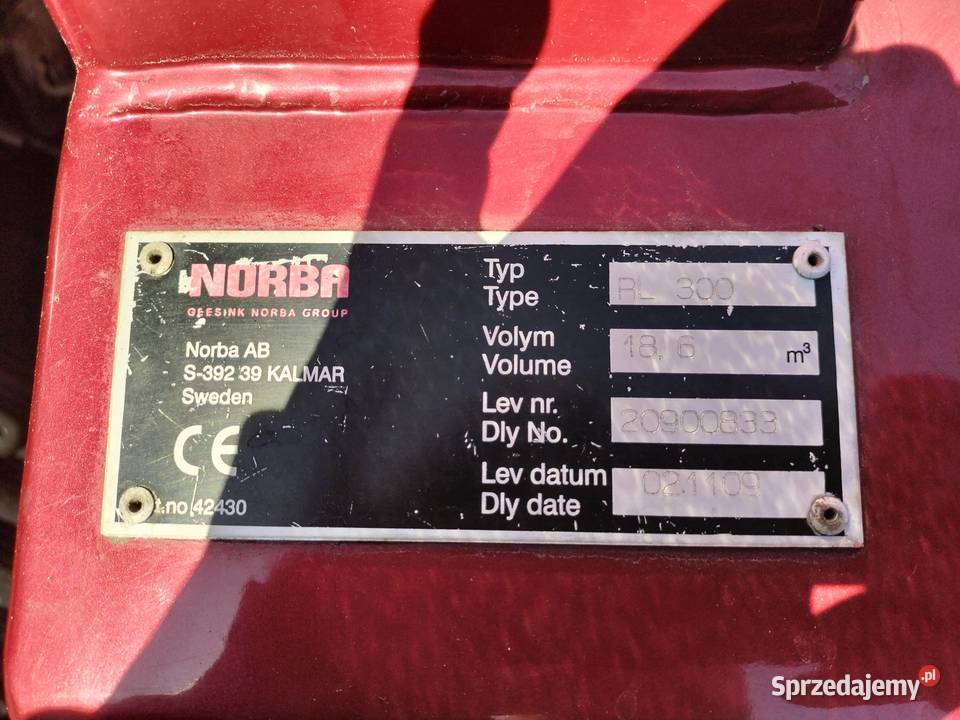 NORBA
GEESINK NORBA GROUP
Norba AB
S-392 39 KALMAR
Sweden
CE
t.no 42430
Typ
Type
RL 300
Volym
Volume
18,6 m³
Lev nr.
Dly No.
20900833
Lev datum
Dly date
021109
Sprzedajemy.pl